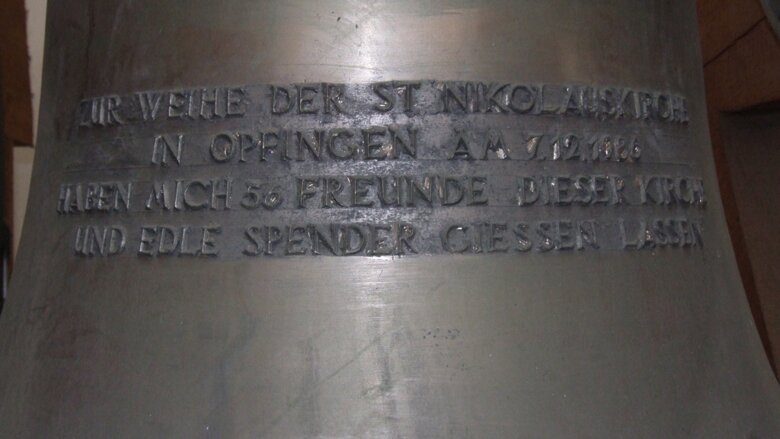 ZUR WEIHE DER ST. NIKOLAUSKIRCHE
IN OPFINGEN AM 7.12.1986
HABEN MICH 56 FREUNDE DIESER KIRCHE
UND EDLE SPENDER GIESSEN LASSEN